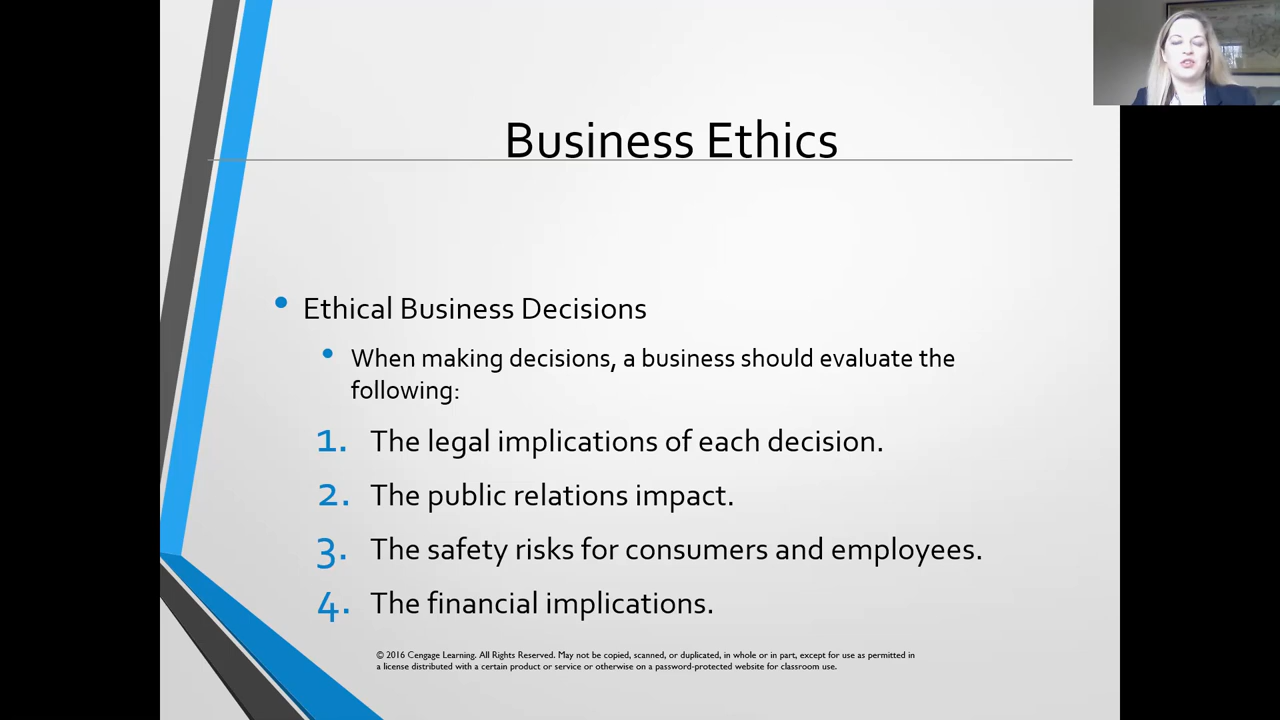 Business Ethics
• Ethical Business Decisions
• When making decisions, a business should evaluate the
following:
1. The legal implications of each decision.
2. The public relations impact.
3. The safety risks for consumers and employees.
4. The financial implications.
© 2016 Cengage Learning. All Rights Reserved. May not be copied, scanned, or duplicated, in whole or in part, except for use as permitted in
a license distributed with a certain product or service or otherwise on a password-protected website for classroom use.